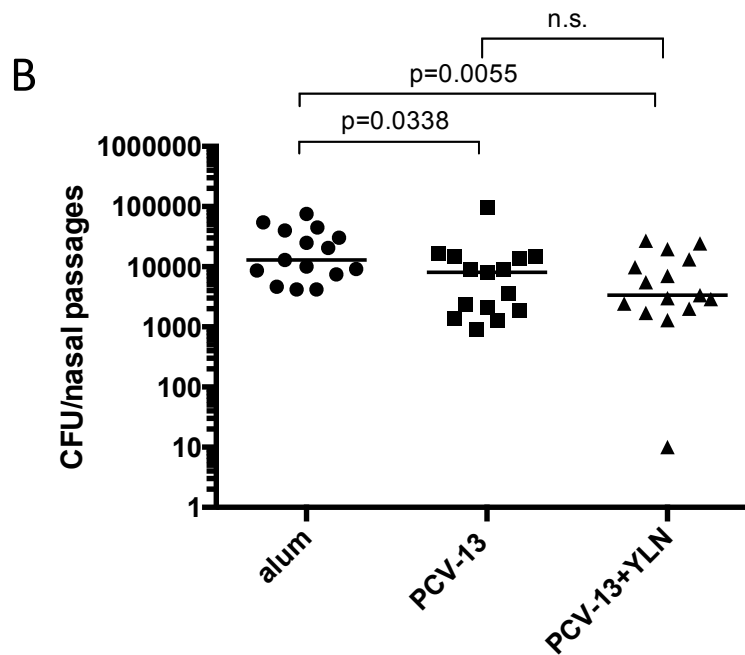 n.s.
B
p=0.0055
p=0.0338
1000000
100000
10000
1000
100
10
1
CFU/nasal passsages
alum
PCV-13
PCV-13+YLN